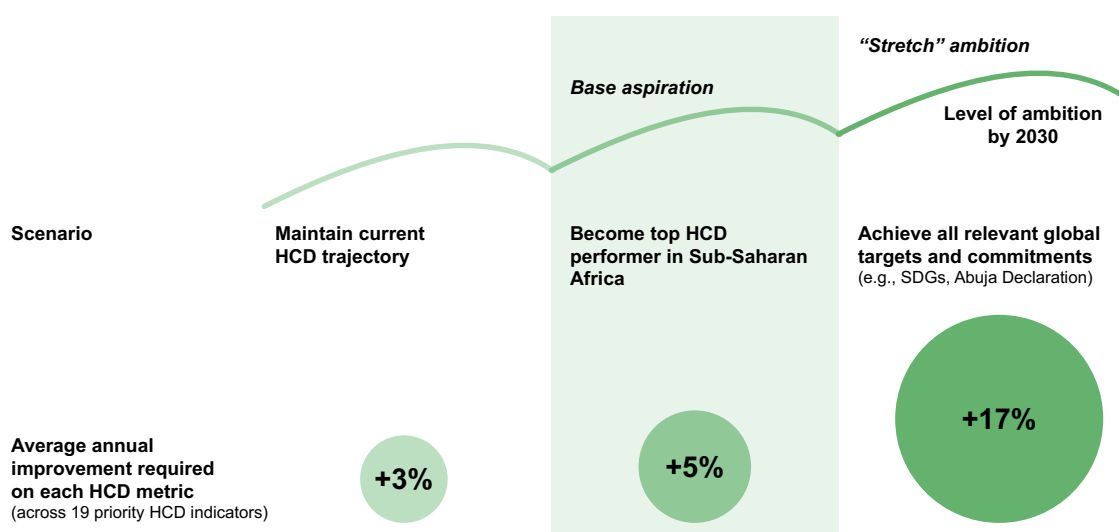 “Stretch” ambition
Base aspiration
Level of ambition
by 2030
Scenario
Maintain current
HCD trajectory
Become top HCD
performer in Sub-Saharan
Africa
Achieve all relevant global
targets and commitments
(e.g., SDGs, Abuja Declaration)
Average annual
improvement required
on each HCD metric
(across 19 priority HCD indicators)
+3%
+5%
+17%